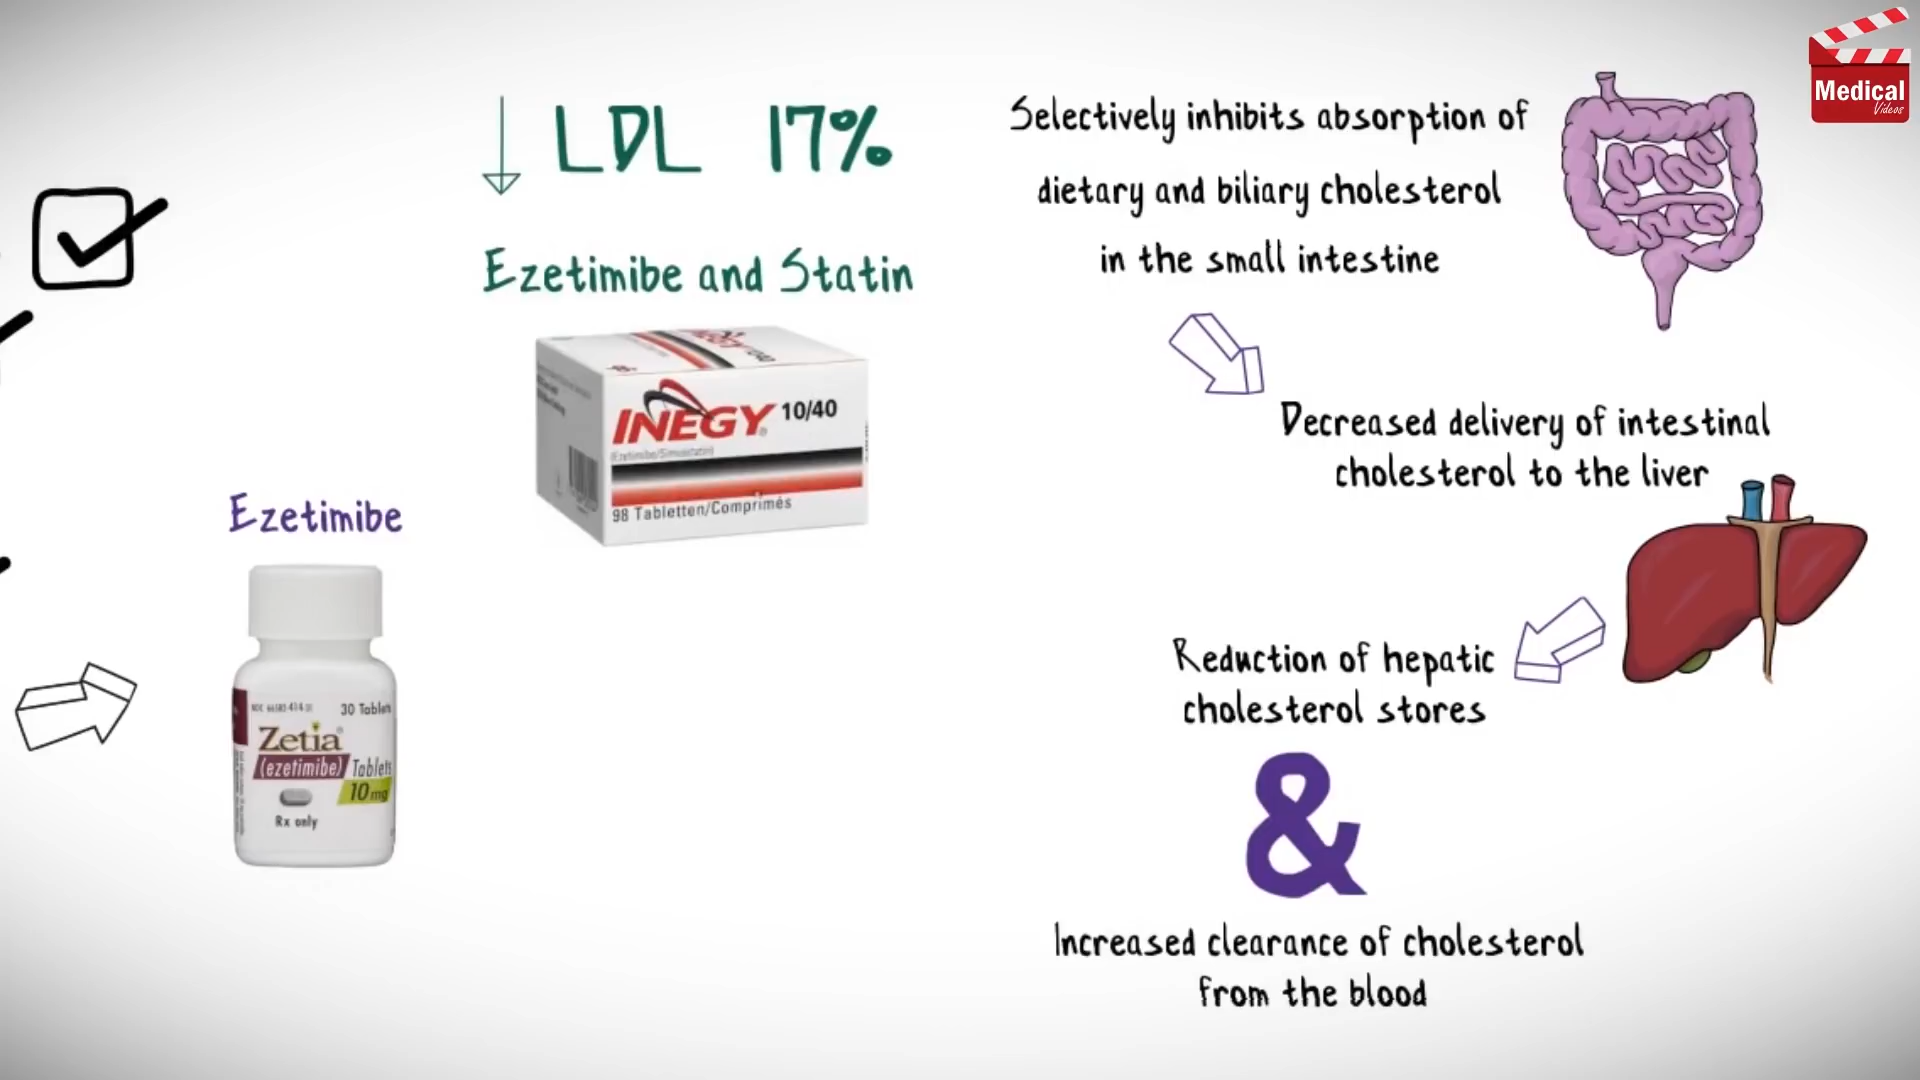 Medical
Videos
LDL 17%
Ezetimibe and Statin
INEGY 10/40
(Ezetimibe/Simvastatin)
98 Tabletten/Comprimés
Ezetimibe
30 Tablets
Zetia®
(ezetimibe) Tablets
10 mg
Rx only
Selectively inhibits absorption of
dietary and biliary cholesterol
in the small intestine
Decreased delivery of intestinal
cholesterol to the liver
Reduction of hepatic
cholesterol stores
&
Increased clearance of cholesterol
from the blood